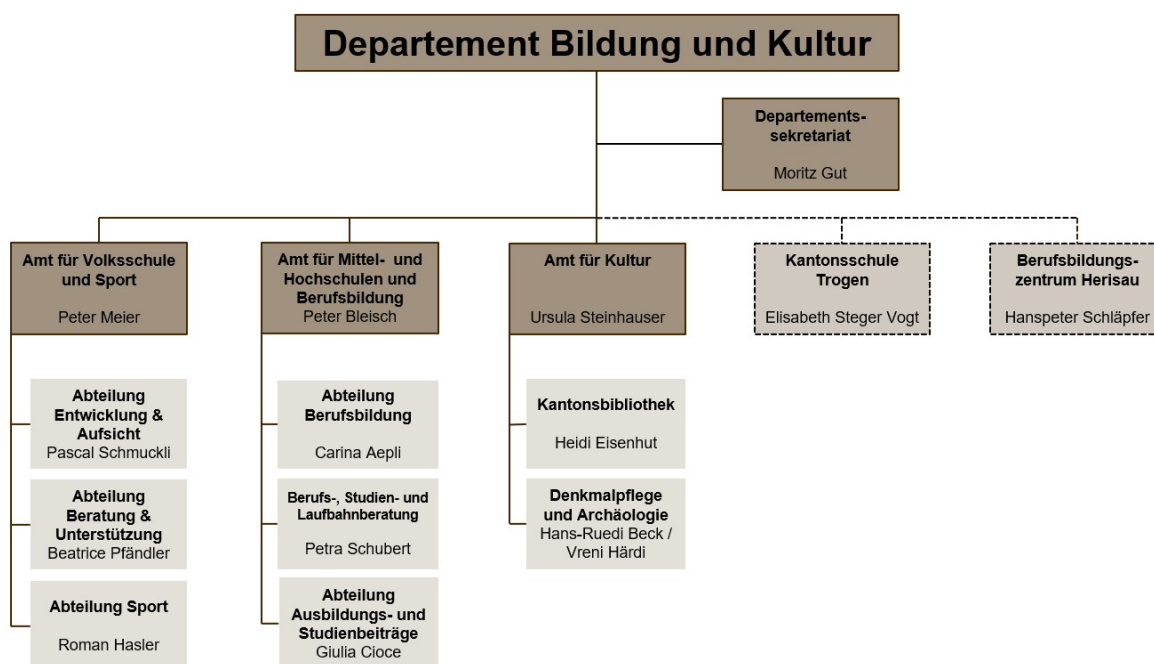 Departement Bildung und Kultur
Departements-
sekretariat
Moritz Gut
Amt für Volksschule
und Sport
Peter Meier
Amt für Mittel- und
Hochschulen und
Berufsbildung
Peter Bleisch
Amt für Kultur
Ursula Steinhauser
Kantonsschule
Trogen
Elisabeth Steger Vogt
Berufsbildungs-
zentrum Herisau
Hanspeter Schläpfer
Abteilung
Entwicklung &
Aufsicht
Pascal Schmuckli
Abteilung
Beratung &
Unterstützung
Beatrice Pfändler
Abteilung Sport
Roman Hasler
Abteilung
Berufsbildung
Carina Aepli
Berufs-, Studien- und
Laufbahnberatung
Petra Schubert
Abteilung
Ausbildungs- und
Studienbeiträge
Giulia Cioce
Kantonsbibliothek
Heidi Eisenhut
Denkmalpflege
und Archäologie
Hans-Ruedi Beck /
Vreni Härdi